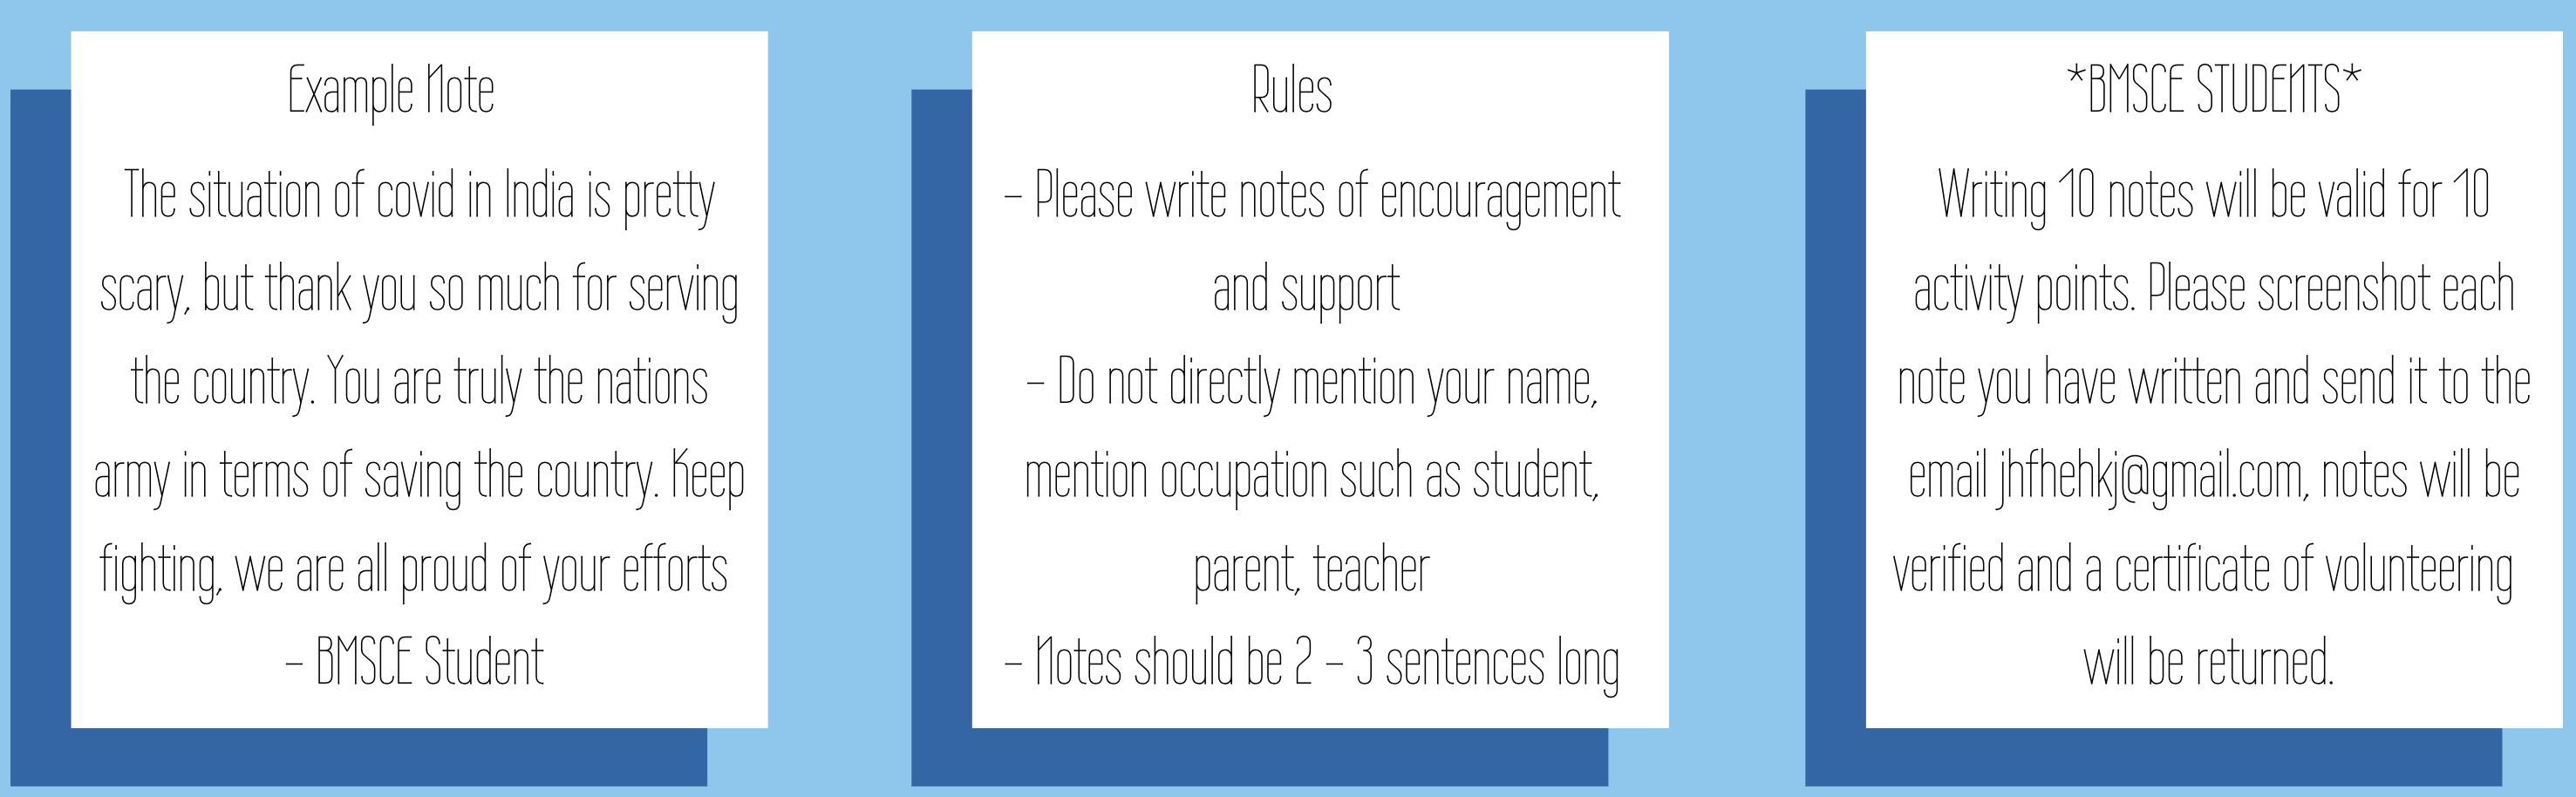 Example Note
The situation of covid in India is pretty
scary, but thank you so much for serving
the country. You are truly the nations
army in terms of saving the country. Keep
fighting, we are all proud of your efforts
- BMSCE Student
Rules
- Please write notes of encouragement
and support
- Do not directly mention your name,
mention occupation such as student,
parent, teacher
- Notes should be 2 - 3 sentences long
*BMSCE STUDENTS*
Writing 10 notes will be valid for 10
activity points. Please screenshot each
note you have written and send it to the
email jhfhehkj@gmail.com, notes will be
verified and a certificate of volunteering
will be returned.